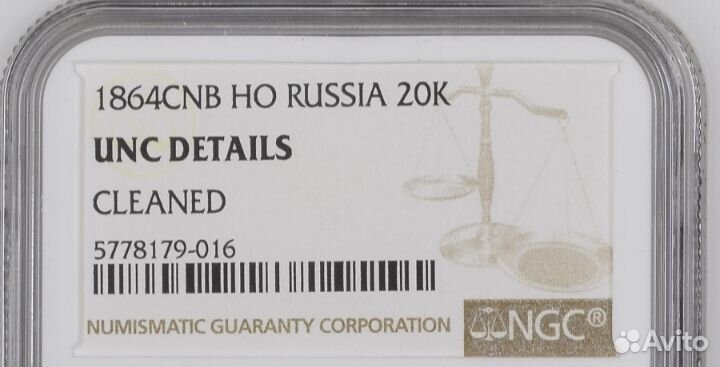 1864CNB HO RUSSIA 20K
UNC DETAILS
CLEANED
5778179-016
NUMISMATIC GUARANTY CORPORATION NGC®
Avito